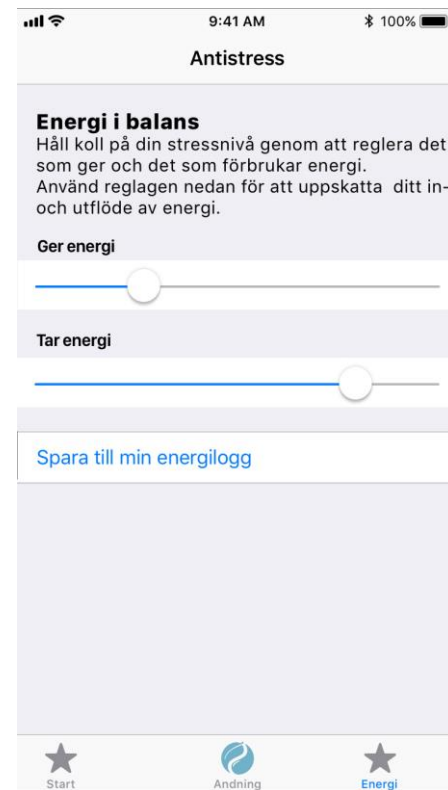 9:41 AM
100%
Antistress
Energi i balans
Håll koll på din stressnivå genom att reglera det
som ger och det som förbrukar energi.
Använd reglagen nedan för att uppskatta  ditt in-
och utflöde av energi.
Ger energi
Tar energi
Spara till min energilogg
Start
Andning
Energi